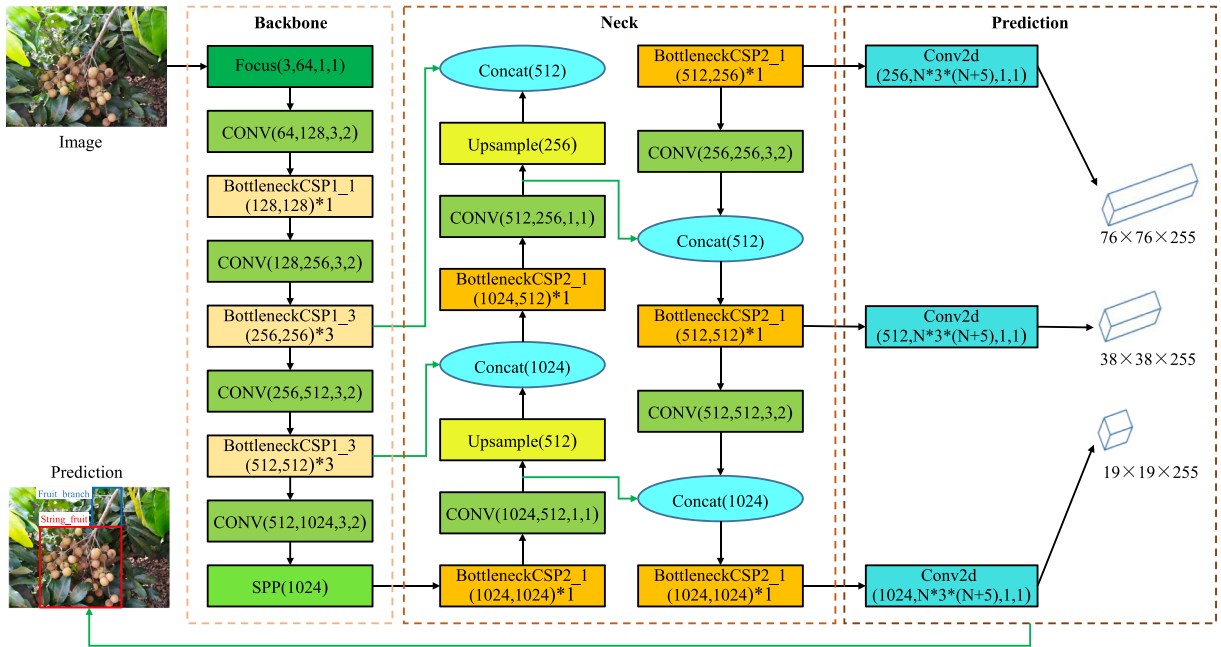 Backbone
Neck
Prediction
Image
Focus(3,64,1,1)
CONV(64,128,3,2)
BottleneckCSP1_1
(128,128)*1
CONV(128,256,3,2)
BottleneckCSP1_3
(256,256)*3
CONV(256,512,3,2)
BottleneckCSP1_3
(512,512)*3
CONV(512,1024,3,2)
SPP(1024)
Concat(512)
Upsample(256)
CONV(512,256,1,1)
BottleneckCSP2_1
(1024,512)*1
Concat(1024)
Upsample(512)
CONV(1024,512,1,1)
BottleneckCSP2_1
(1024,1024)*1
BottleneckCSP2_1
(512,256)*1
CONV(256,256,3,2)
Concat(512)
BottleneckCSP2_1
(512,512)*1
CONV(512,512,3,2)
Concat(1024)
BottleneckCSP2_1
(1024,1024)*1
Conv2d
(256,N*3*(N+5),1,1)
76×76×255
Conv2d
(512,N*3*(N+5),1,1)
38×38×255
19×19×255
Conv2d
(1024,N*3*(N+5),1,1)
Prediction
Fruit_branch
String_fruit